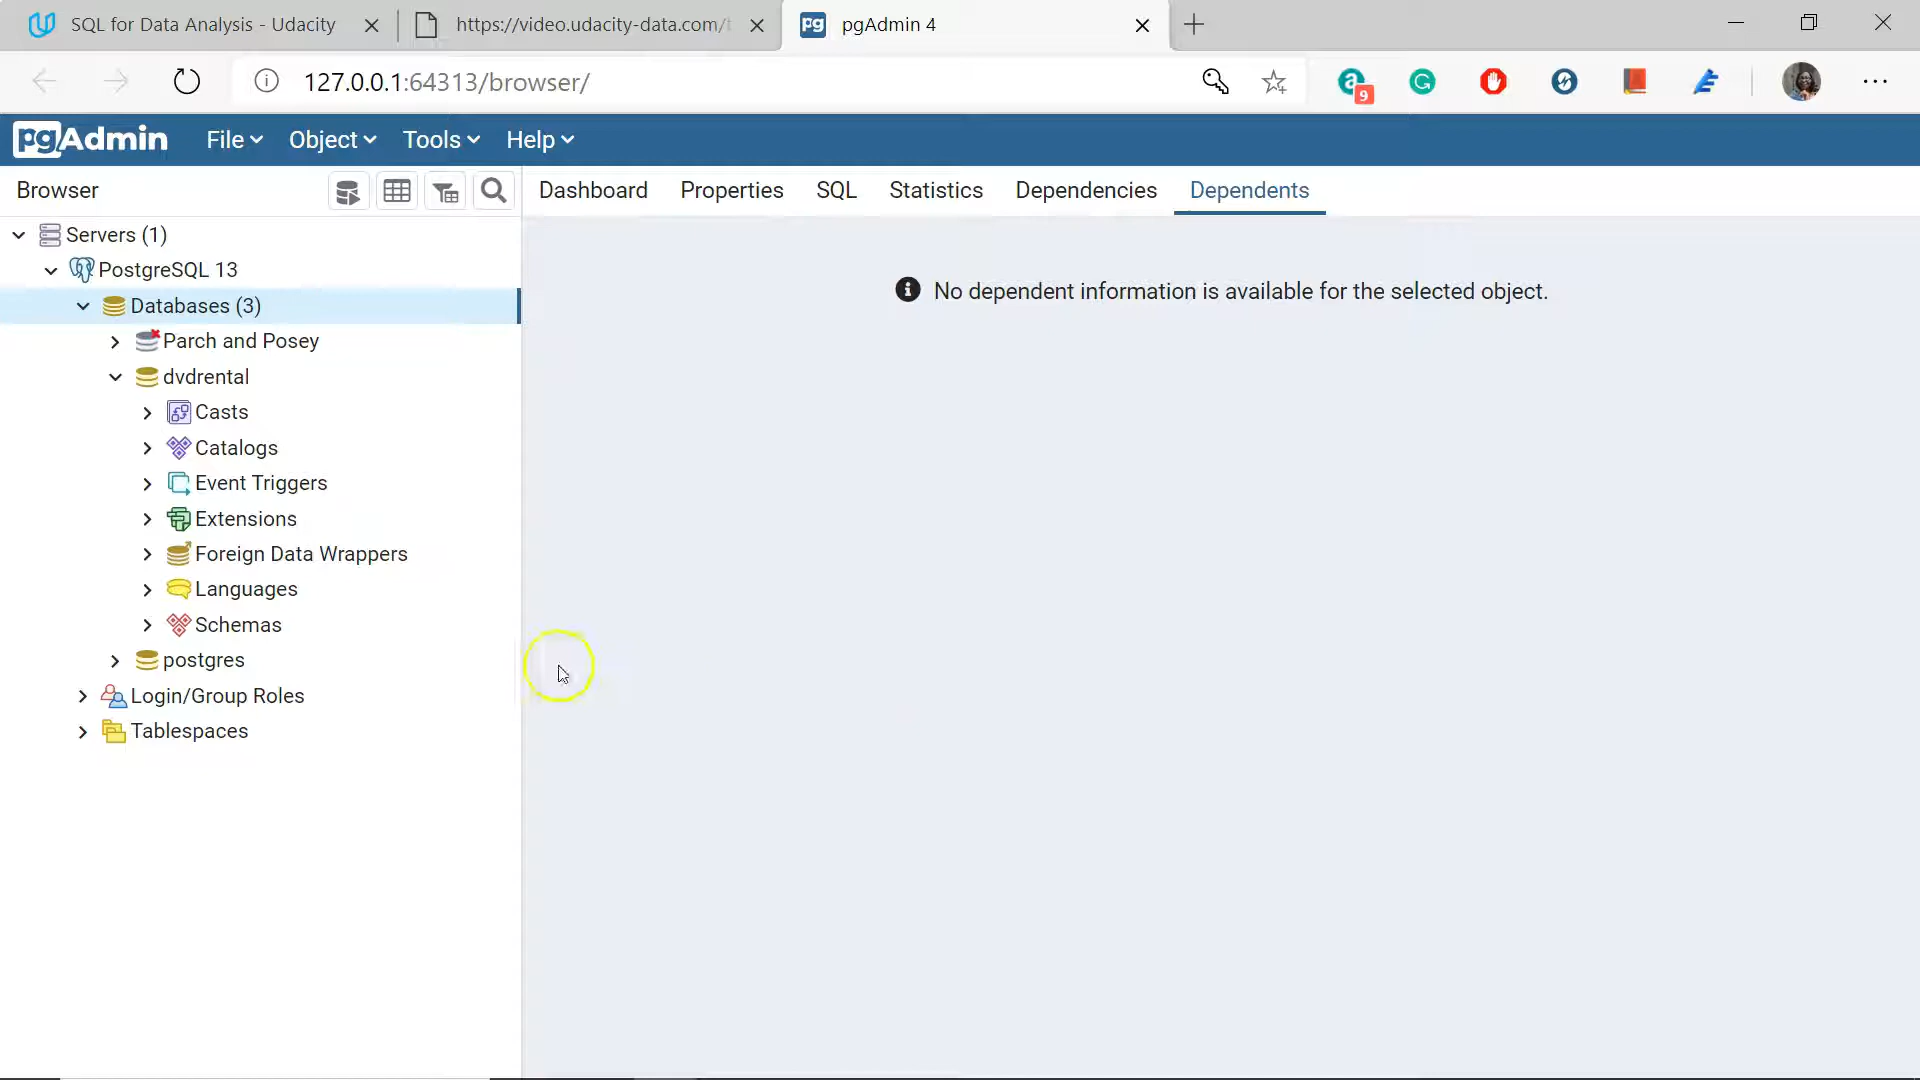 SQL for Data Analysis - Udacity
https://video.udacity-data.com/t
pgAdmin 4
127.0.0.1:64313/browser/
9
pgAdmin
File
Object
Tools
Help
Browser
Dashboard
Properties
SQL
Statistics
Dependencies
Dependents
Servers (1)
PostgreSQL 13
Databases (3)
Parch and Posey
dvdrental
Casts
Catalogs
Event Triggers
Extensions
Foreign Data Wrappers
Languages
Schemas
postgres
Login/Group Roles
Tablespaces
No dependent information is available for the selected object.